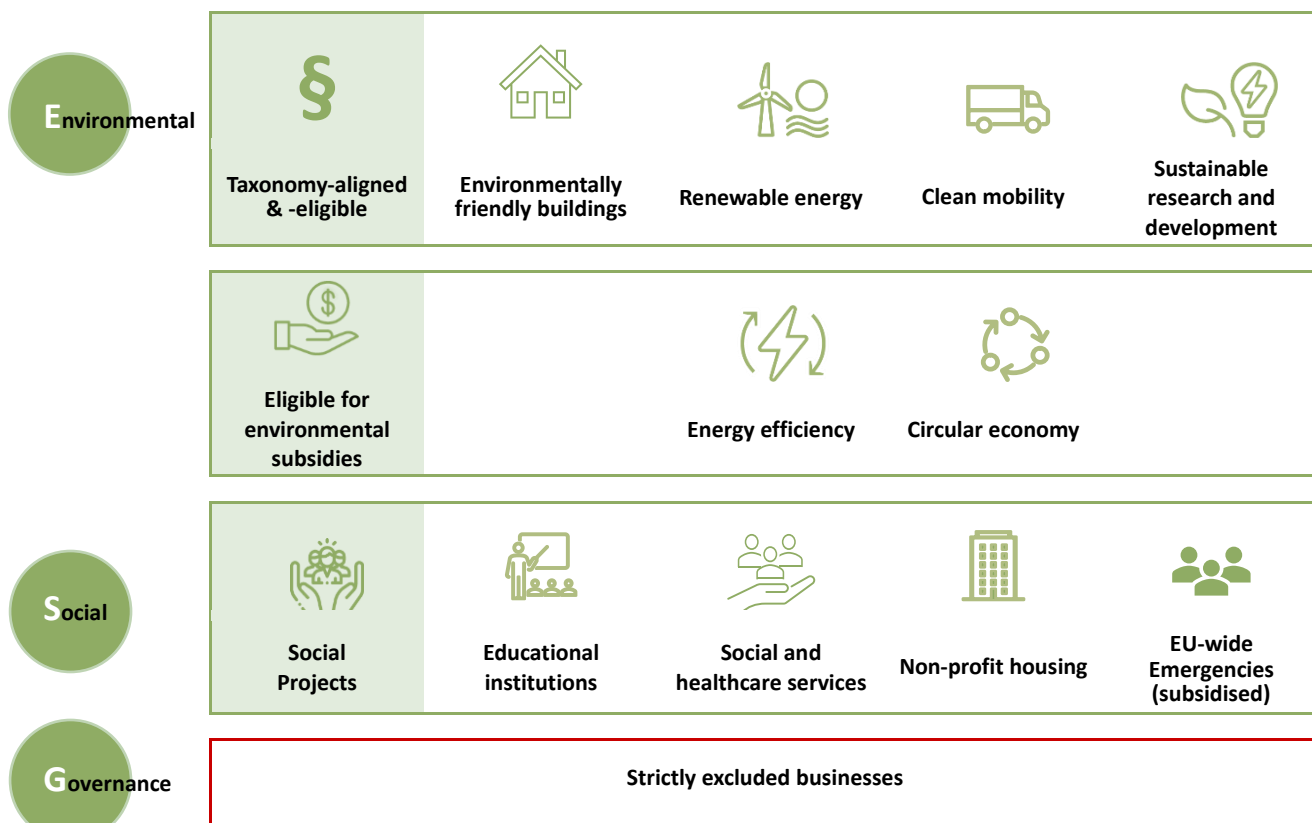 Environmental
§
Taxonomy-aligned
& -eligible
Environmentally
friendly buildings
Renewable energy
Clean mobility
Sustainable
research and
development
$
Eligible for
environmental
subsidies
Energy efficiency
Circular economy
Social
Social
Projects
Educational
institutions
Social and
healthcare services
Non-profit housing
EU-wide
Emergencies
(subsidised)
Governance
Strictly excluded businesses